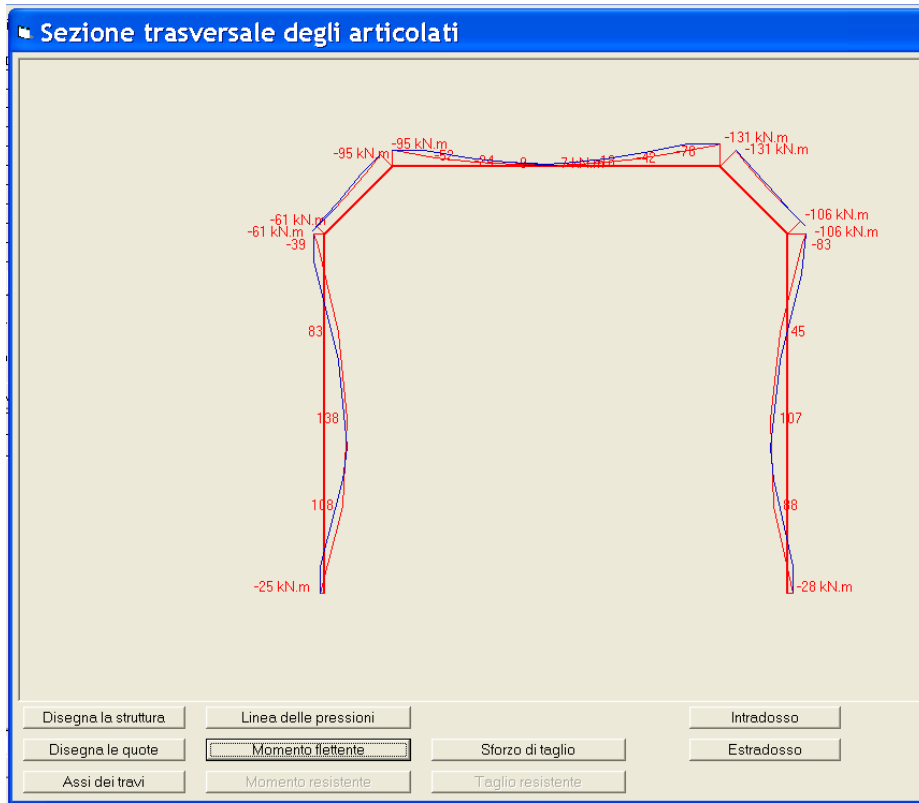 Sezione trasversale degli articolati
-95 kN.m
-95 kN.m
-52
-24
-9
7 kN.m
-18
-42
-76
-131 kN.m
-131 kN.m
-61 kN.m
-61 kN.m
-39
-106 kN.m
-106 kN.m
-83
83
45
138
107
108
88
-25 kN.m
-28 kN.m
Disegna la struttura
Linea delle pressioni
Intradosso
Disegna le quote
Momento flettente
Sforzo di taglio
Estradosso
Assi dei travi
Momento resistente
Taglio resistente